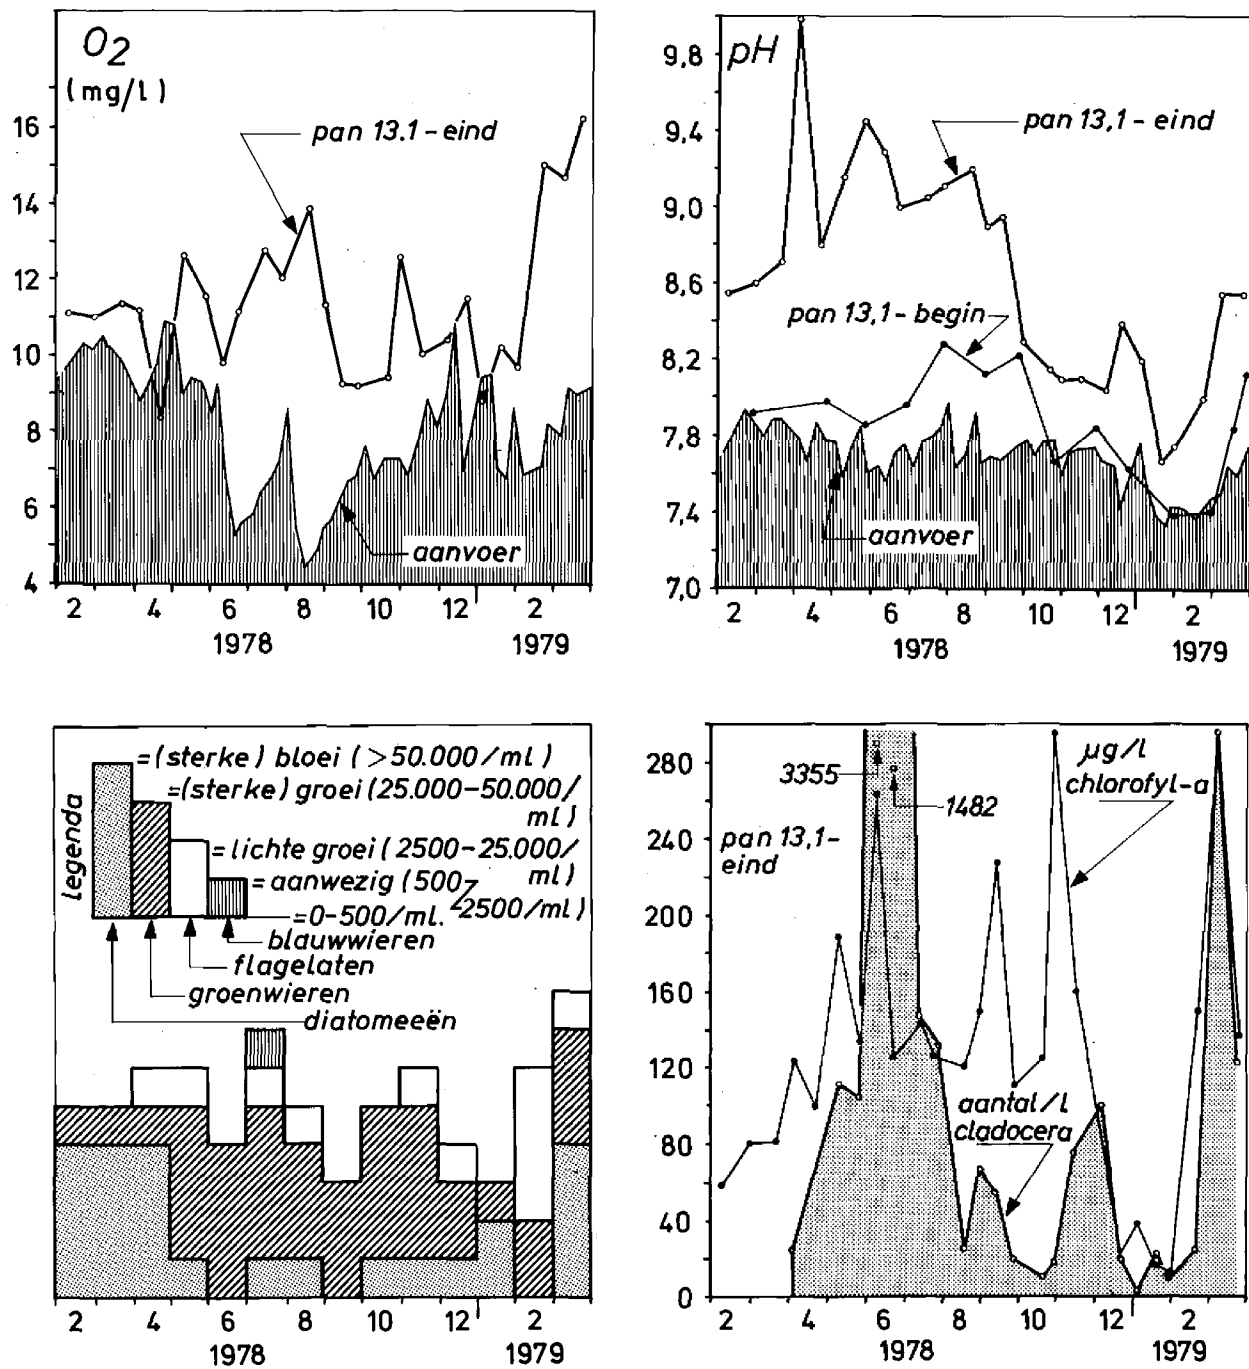 O2
(mg/l)
16
14
12
10
8
6
4
pan 13.1 - eind
aanvoer
2 4 6 8 10 12 2
1978 1979
pH
9,8
9,4
9,0
8,6
8,2
7,8
7,4
7,0
pan 13,1 - eind
pan 13,1 - begin
aanvoer
2 4 6 8 10 12 2
1978 1979
legenda
=(sterke) bloei (>50.000/ml)
=(sterke) groei (25.000-50.000/
ml)
=lichte groei (2500-25.000/
ml)
=aanwezig (500-
2500/ml)
=0-500/ml.
blauwwieren
flagelaten
groenwieren
diatomeeën
2 4 6 8 10 12 2
1978 1979
280
240
200
160
120
80
40
0
3355
1482
µg/l
chlorofyl-a
pan 13,1-
eind
aantal/l
cladocera
2 4 6 8 10 12 2
1978 1979